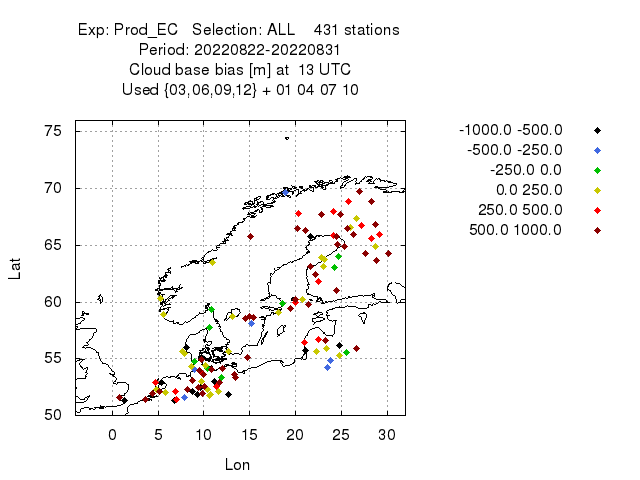 Exp: Prod_EC   Selection: ALL    431 stations
Period: 20220822-20220831
Cloud base bias [m] at  13 UTC
Used {03,06,09,12} + 01 04 07 10
-1000.0 -500.0
-500.0 -250.0
-250.0 0.0
0.0 250.0
250.0 500.0
500.0 1000.0
75
70
65
60
55
50
Lat
0 5 10 15 20 25 30
Lon